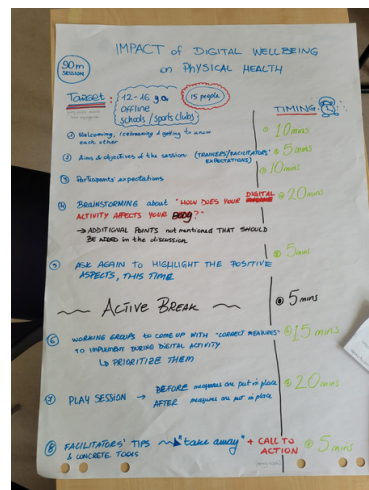 IMPACT of DIGITAL WELLBEING
on PHYSICAL HEALTH
90m
SESSION
TARGET:
12-16 y.o.
OFFLINE
schools/sports clubs
15 people
TIMING
① Welcoming, icebreaking & getting to know
each other
10 mins
② Aims & objectives of the session (TRAINERS/FACILITATORS'
EXPECTATIONS)
5 mins
③ Participants expectations
10 mins
④ BRAINSTORMING about "HOW DOES YOUR DIGITAL
ACTIVITY AFFECTS YOUR BODY?"
20 mins
→ ADDITIONAL POINTS not mentioned THAT SHOULD
BE in the discussion
5 mins
⑤ ASK AGAIN TO HIGHLIGHT THE POSITIVE
ASPECTS, THIS TIME
~ ACTIVE BREAK ~
5 mins
⑥ WORKING GROUPS TO COME UP WITH "CORRECT MEASURES"
TO IMPLEMENT DURING DIGITAL ACTIVITY
↳ PRIORITIZE THEM
15 mins
⑦ PLAY SESSION → BEFORE measures are put in place
AFTER measures are put in place
20 mins
⑧ FACILITATORS' TIPS ~ "take away" + CALL TO
& CONCRETE TOOLS ACTION
5 mins